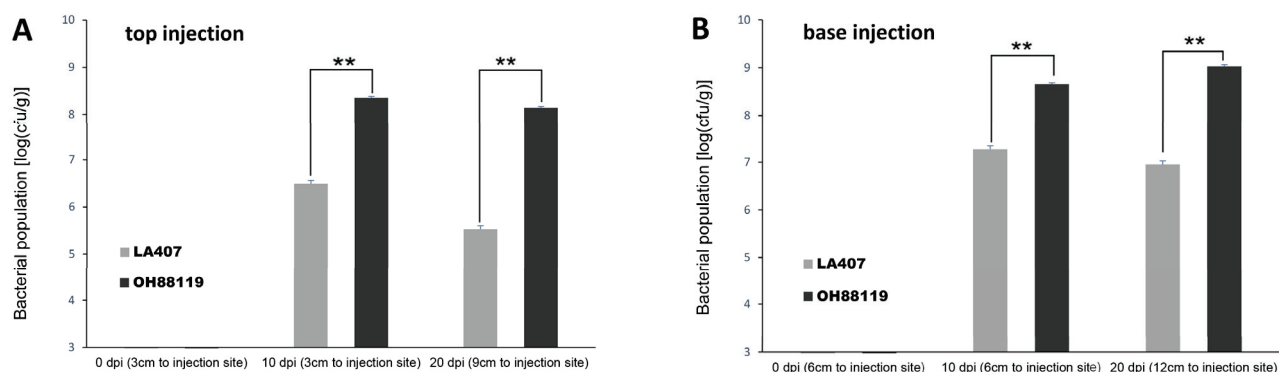 A
top injection
Bacterial population [log(c:u/g)]
10
9
8
7
6
5
4
3
**
**
LA407
OH88119
0 dpi (3cm to injection site)
10 dpi (3cm to injection site)
20 dpi (9cm to injection site)
B
base injection
Bacterial population [log(cfu/g)]
10
9
8
7
6
5
4
3
**
**
LA407
OH88119
0 dpi (6cm to injection site)
10 dpi (6cm to injection site)
20 dpi (12cm to injection site)